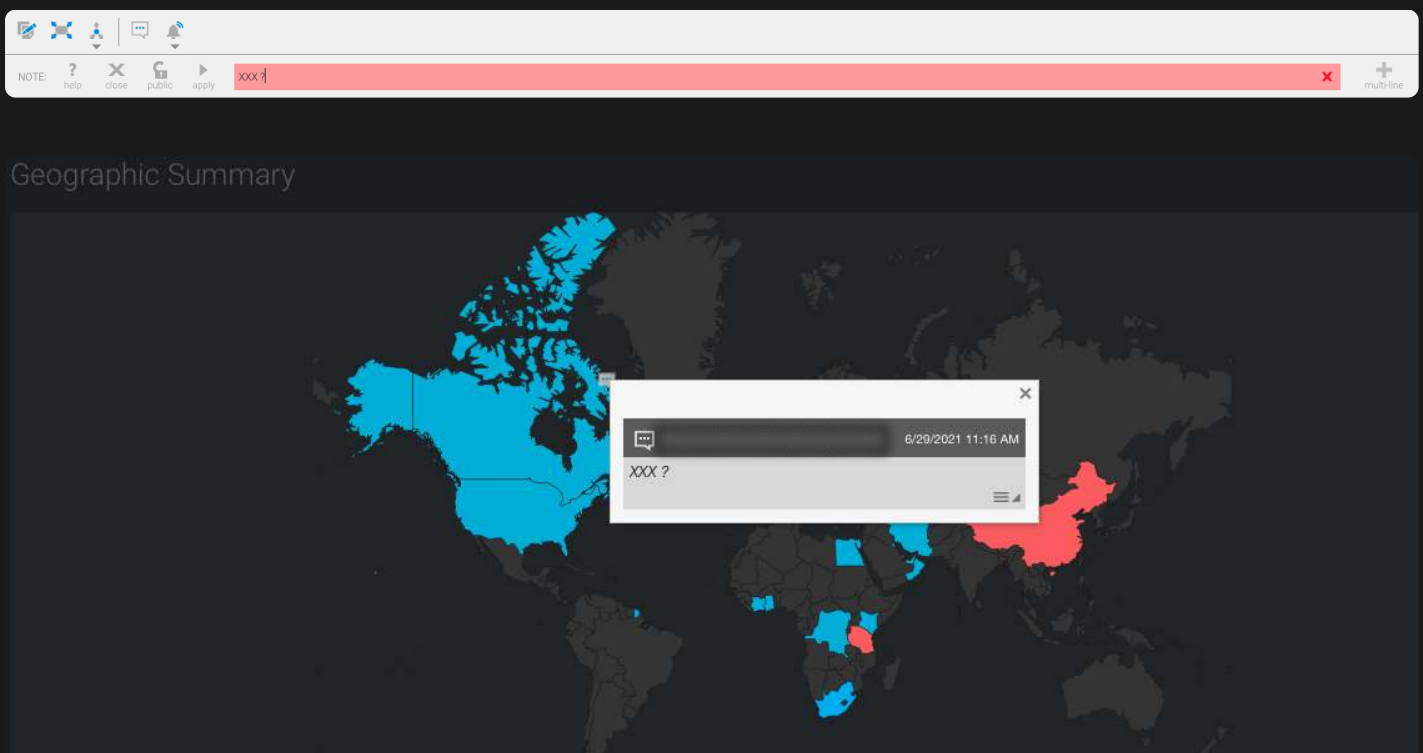 NOTE:
? help
close
public
apply
XXX ?
multi-line
Geographic Summary
6/29/2021 11:16 AM
XXX ?